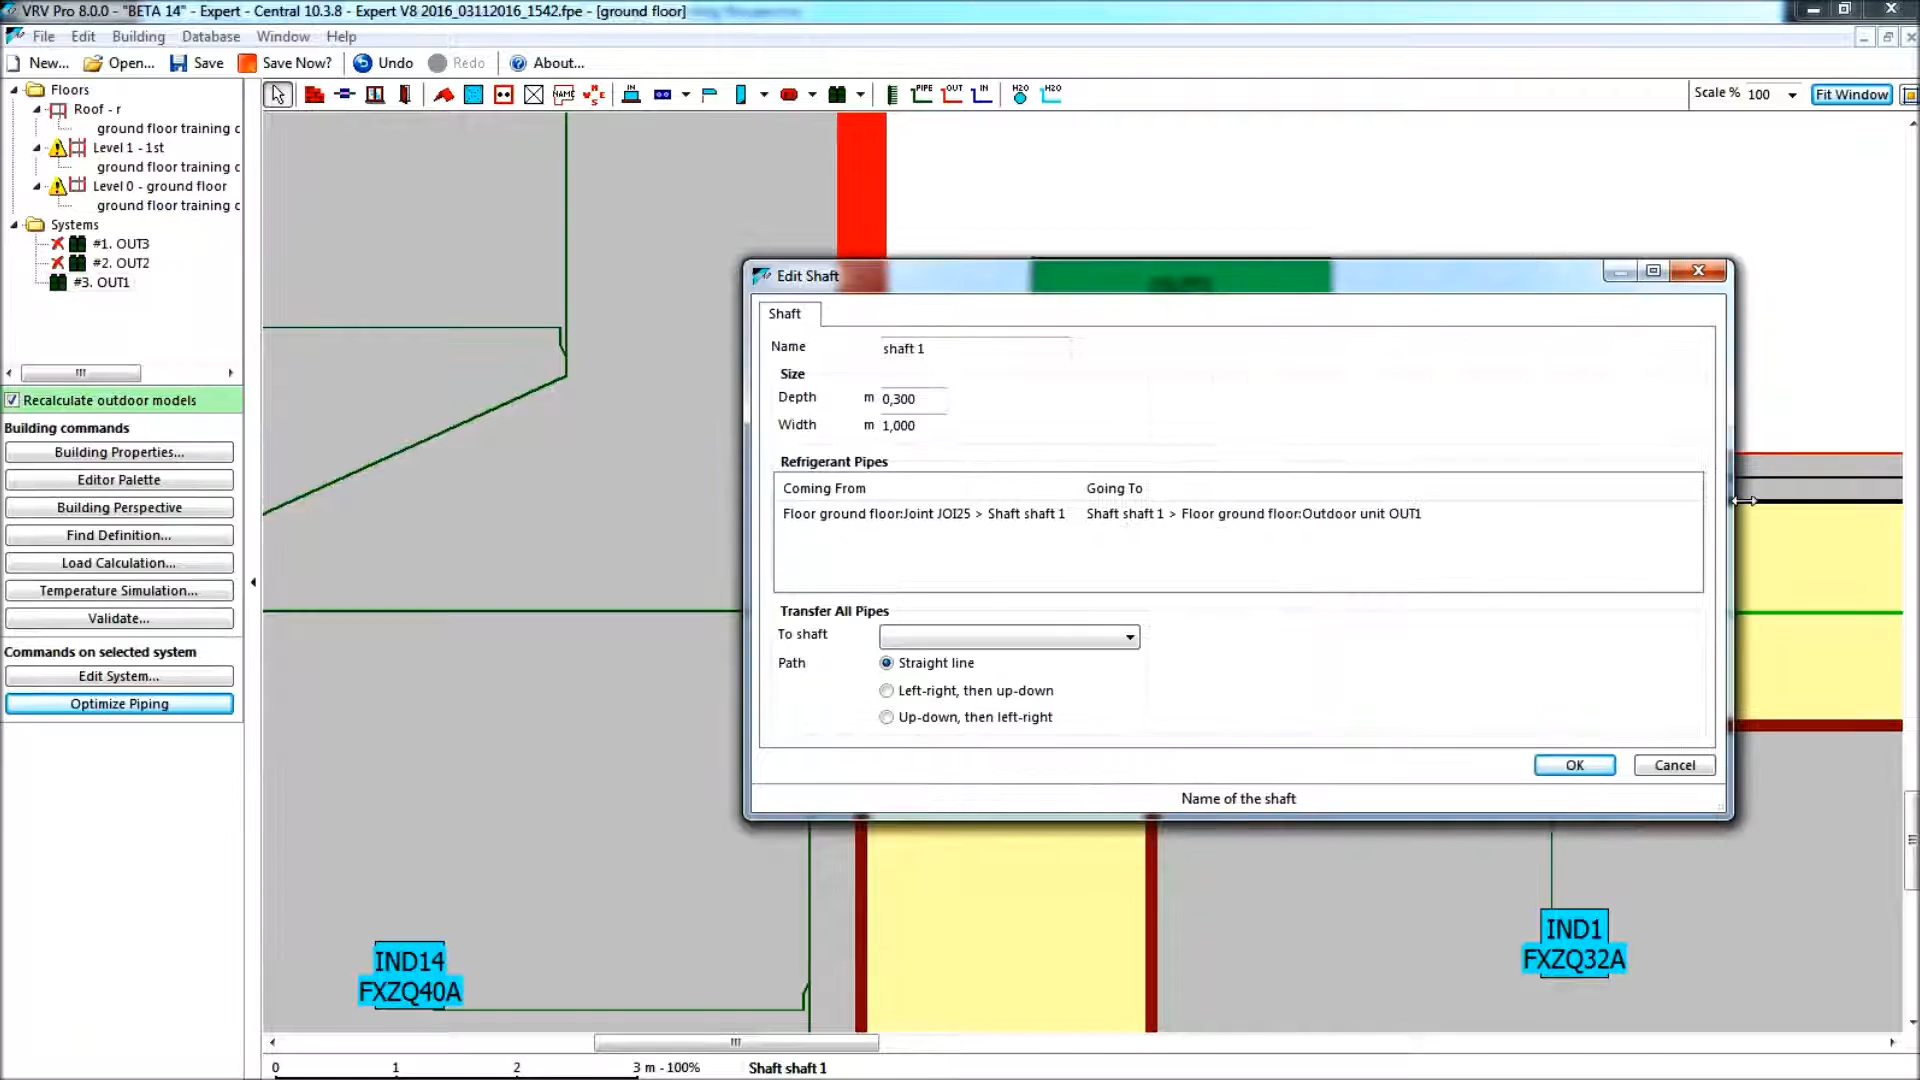 VRV Pro 8.0.0 - "BETA 14" - Expert - Central 10.3.8 - Expert V8 2016_03112016_1542.fpe - [ground floor]
File Edit Building Database Window Help
New... Open... Save Save Now? Undo Redo About...
Floors
Roof - r
ground floor training c
Level 1 - 1st
ground floor training c
Level 0 - ground floor
ground floor training c
Systems
#1. OUT3
#2. OUT2
#3. OUT1
Recalculate outdoor models
Building commands
Building Properties...
Editor Palette
Building Perspective
Find Definition...
Load Calculation...
Temperature Simulation...
Validate...
Commands on selected system
Edit System...
Optimize Piping
NAME IN PIPE OUT IN H2O H2O
Scale % 100 Fit Window
Edit Shaft
Shaft
Name shaft 1
Size
Depth m 0,300
Width m 1,000
Refrigerant Pipes
Coming From Going To
Floor ground floor:Joint JOI25 > Shaft shaft 1 Shaft shaft 1 > Floor ground floor:Outdoor unit OUT1
Transfer All Pipes
To shaft
Path Straight line
Left-right, then up-down
Up-down, then left-right
OK Cancel
Name of the shaft
IND14
FXZQ40A
IND1
FXZQ32A
0 1 2 3 m - 100% Shaft shaft 1